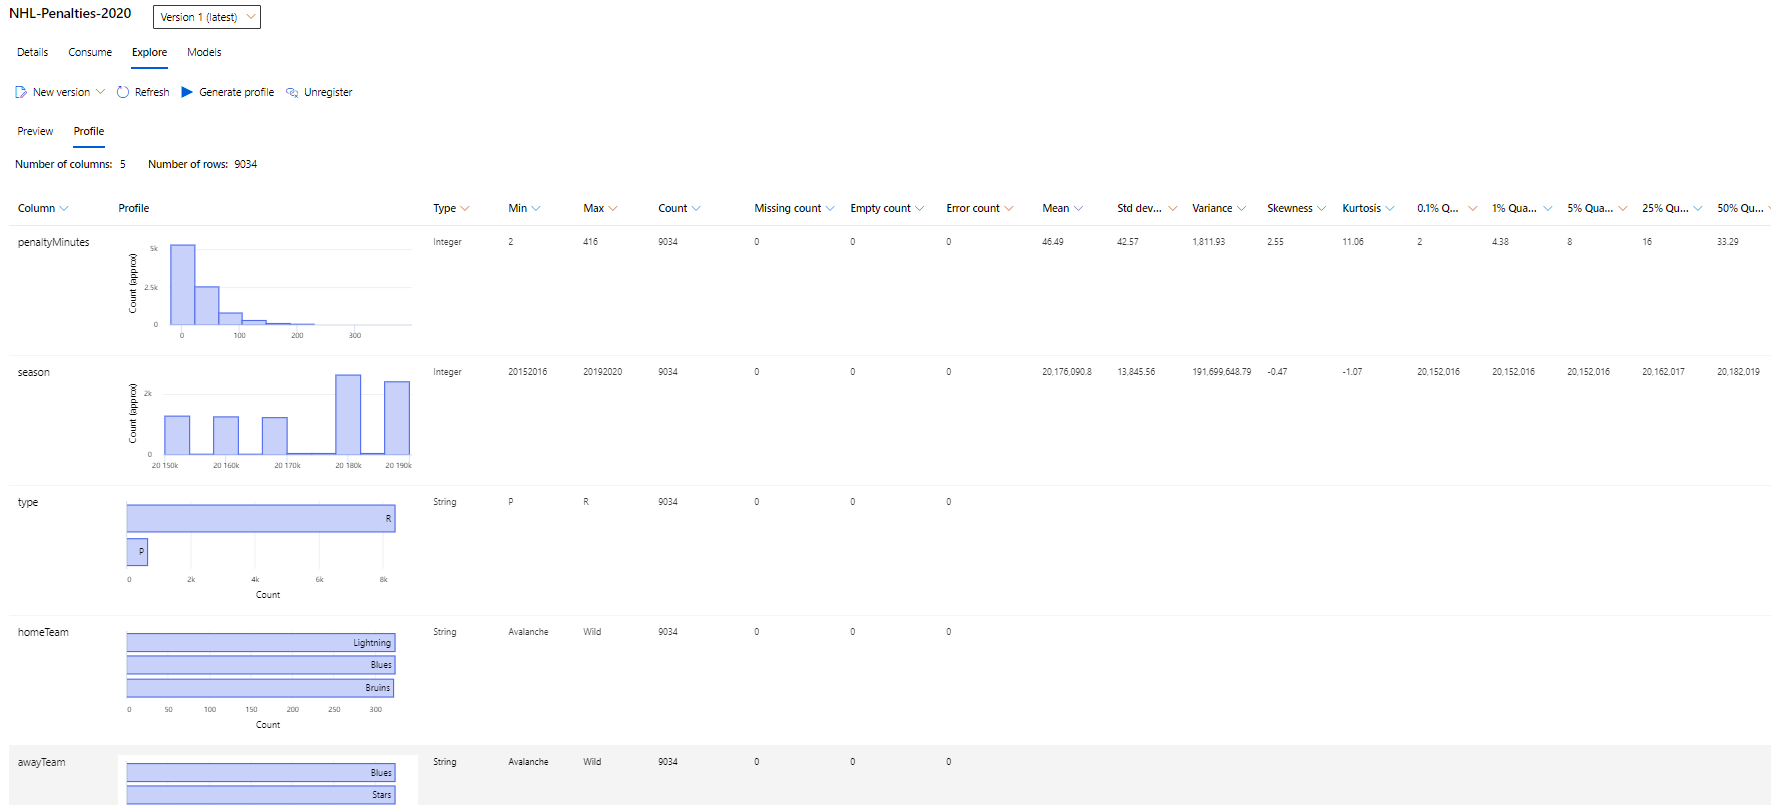 NHL-Penalties-2020 Version 1 (latest)
Details Consume Explore Models
New version Refresh Generate profile Unregister
Preview Profile
Number of columns: 5 Number of rows: 9034
Column Profile Type Min Max Count Missing count Empty count Error count Mean Std dev... Variance Skewness Kurtosis 0.1% Q... 1% Qua... 5% Qua... 25% Qu... 50% Qu...
penaltyMinutes Integer 2 416 9034 0 0 0 46.49 42.57 1,811.93 2.55 11.06 2 4.38 8 16 33.29
Count (approx)
5k
2.5k
0
0 100 200 300
season Integer 20152016 20192020 9034 0 0 0 20,176,090.8 13,845.56 191,699,648.79 -0.47 -1.07 20,152,016 20,152,016 20,152,016 20,162,017 20,182,019
Count (approx)
2k
0
20 150k 20 160k 20 170k 20 180k 20 190k
type String P R 9034 0 0 0
R
P
0 2k 4k 6k 8k
Count
homeTeam String Avalanche Wild 9034 0 0 0
Lightning
Blues
Bruins
0 50 100 150 200 250 300
Count
awayTeam String Avalanche Wild 9034 0 0 0
Blues
Stars